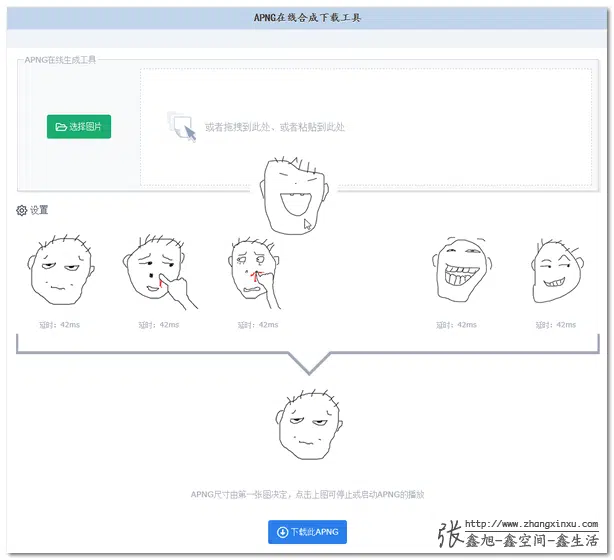 APNG在线合成下载工具
APNG在线生成工具
选择图片
或者拖拽到此处、或者粘贴到此处
设置
延时：42ms
延时：42ms
延时：42ms
延时：42ms
延时：42ms
APNG尺寸由第一张图决定，点击上图可停止或启动APNG的播放
下载此APNG
http://www.zhangxinxu.com
张鑫旭-鑫空间-鑫生活